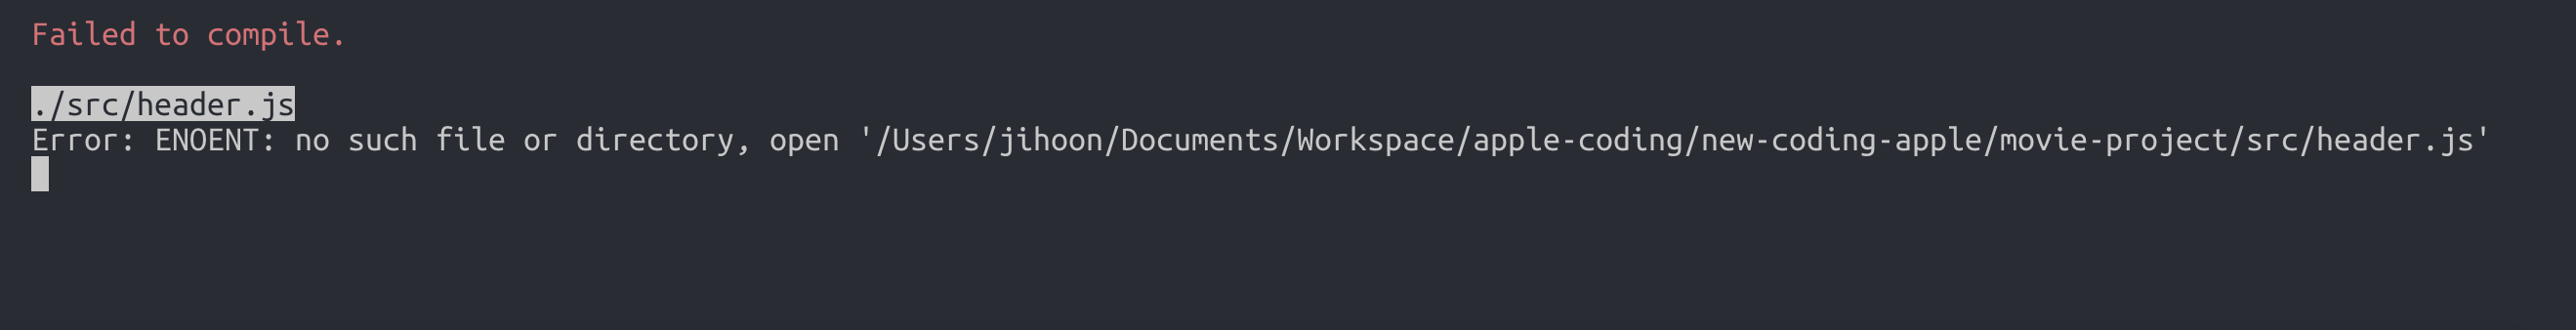 Failed to compile.
./src/header.js
Error: ENOENT: no such file or directory, open '/Users/jihoon/Documents/Workspace/apple-coding/new-coding-apple/movie-project/src/header.js'